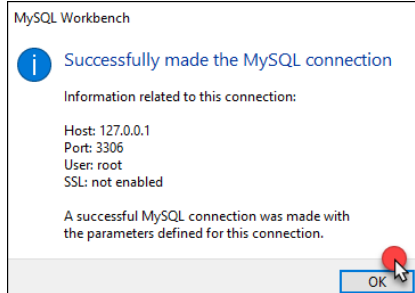 MySQL Workbench
Successfully made the MySQL connection
Information related to this connection:
Host: 127.0.0.1
Port: 3306
User: root
SSL: not enabled
A successful MySQL connection was made with
the parameters defined for this connection.
OK